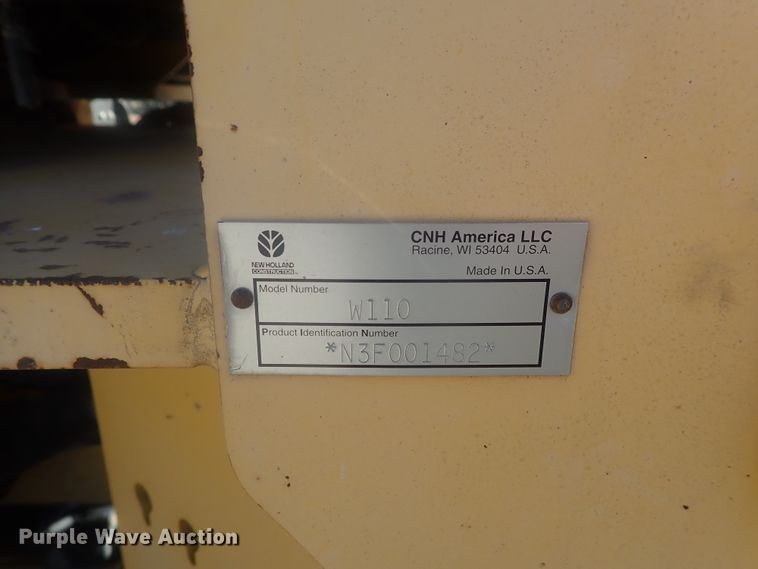 CNH America LLC
Racine, WI 53404 U.S.A.
NEW HOLLAND
CONSTRUCTION
Made In U.S.A.
Model Number
W110
Product Identification Number
*N3F001482*
Purple Wave Auction